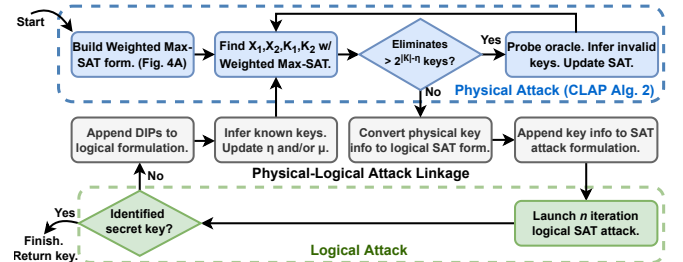 Start
Build Weighted Max-
SAT form. (Fig. 4A)
Find X1,X2,K1,K2 w/
Weighted Max-SAT.
Eliminates
> 2^|K|-η keys?
Yes
Probe oracle. Infer invalid
keys. Update SAT.
Physical Attack (CLAP Alg. 2)
No
Append DIPs to
logical formulation.
Infer known keys.
Update η and/or μ.
Convert physical key
info to logical SAT form.
Append key info to SAT
attack formulation.
Physical-Logical Attack Linkage
No
Yes
Identified
secret key?
Launch n iteration
logical SAT attack.
Finish.
Return key.
Logical Attack